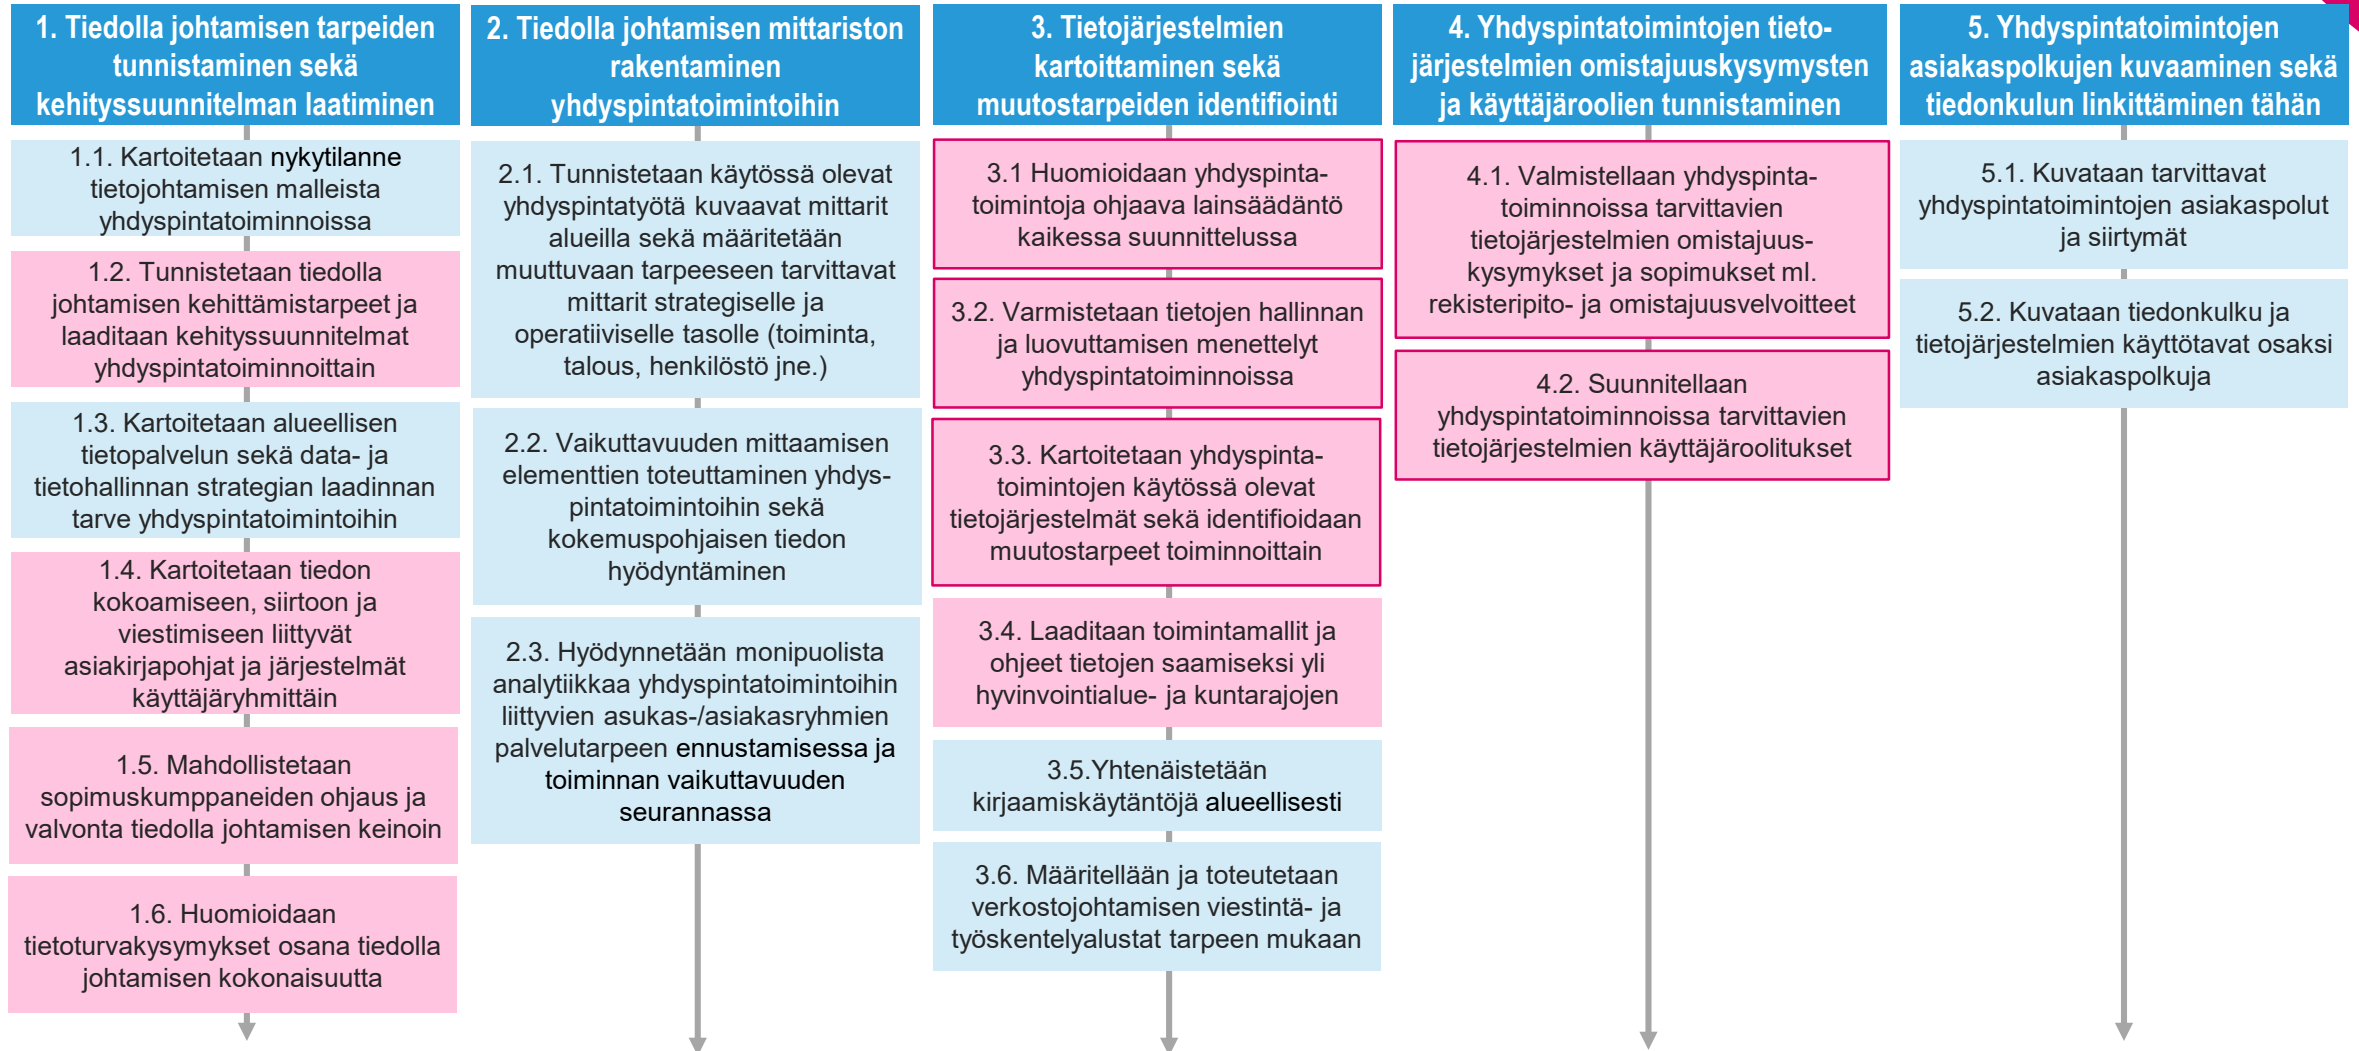 1. Tiedolla johtamisen tarpeiden
tunnistaminen sekä
kehityssuunnitelman laatiminen
1.1. Kartoitetaan nykytilanne
tietojohtamisen malleista
yhdyspintatoiminnoissa
1.2. Tunnistetaan tiedolla
johtamisen kehittämistarpeet ja
laaditaan kehityssuunnitelmat
yhdyspintatoiminnoittain
1.3. Kartoitetaan alueellisen
tietopalvelun sekä data- ja
tietohallinnan strategian laadinnan
tarve yhdyspintatoimintoihin
1.4. Kartoitetaan tiedon
kokoamiseen, siirtoon ja
viestimiseen liittyvät
asiakirjapohjat ja järjestelmät
käyttäjäryhmittäin
1.5. Mahdollistetaan
sopimuskumppaneiden ohjaus ja
valvonta tiedolla johtamisen keinoin
1.6. Huomioidaan
tietoturvakysymykset osana tiedolla
johtamisen kokonaisuutta
2. Tiedolla johtamisen mittariston
rakentaminen
yhdyspintatoimintoihin
2.1. Tunnistetaan käytössä olevat
yhdyspintatyötä kuvaavat mittarit
alueilla sekä määritetään
muuttuvaan tarpeeseen tarvittavat
mittarit strategiselle ja
operatiiviselle tasolle (toiminta,
talous, henkilöstö jne.)
2.2. Vaikuttavuuden mittaamisen
elementtien toteuttaminen yhdys-
pintatoimintoihin sekä
kokemuspohjaisen tiedon
hyödyntäminen
2.3. Hyödynnetään monipuolista
analytiikkaa yhdyspintatoimintoihin
liittyvien asukas-/asiakasryhmien
palvelutarpeen ennustamisessa ja
toiminnan vaikuttavuuden
seurannassa
3. Tietojärjestelmien
kartoittaminen sekä
muutostarpeiden identifiointi
3.1 Huomioidaan yhdyspinta-
toimintoja ohjaava lainsäädäntö
kaikessa suunnittelussa
3.2. Varmistetaan tietojen hallinnan
ja luovuttamisen menettelyt
yhdyspintatoiminnoissa
3.3. Kartoitetaan yhdyspinta-
toimintojen käytössä olevat
tietojärjestelmät sekä identifioidaan
muutostarpeet toiminnoittain
3.4. Laaditaan toimintamallit ja
ohjeet tietojen saamiseksi yli
hyvinvointialue- ja kuntarajojen
3.5.Yhtenäistetään
kirjaamiskäytäntöjä alueellisesti
3.6. Määritellään ja toteutetaan
verkostojohtamisen viestintä- ja
työskentelyalustat tarpeen mukaan
4. Yhdyspintatoimintojen tieto-
järjestelmien omistajuuskysymysten
ja käyttäjäroolien tunnistaminen
4.1. Valmistellaan yhdyspinta-
toiminnoissa tarvittavien
tietojärjestelmien omistajuus-
kysymykset ja sopimukset ml.
rekisteripito- ja omistajuusvelvoitteet
4.2. Suunnitellaan
yhdyspintatoiminnoissa tarvittavien
tietojärjestelmien käyttäjäroolitukset
5. Yhdyspintatoimintojen
asiakaspolkujen kuvaaminen sekä
tiedonkulun linkittäminen tähän
5.1. Kuvataan tarvittavat
yhdyspintatoimintojen asiakaspolut
ja siirtymät
5.2. Kuvataan tiedonkulku ja
tietojärjestelmien käyttötavat osaksi
asiakaspolkuja